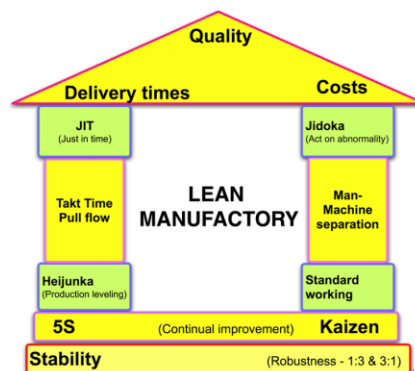 Quality
Delivery times
Costs
JIT
(Just in time)
Jidoka
(Act on abnormality)
Takt Time
Pull flow
LEAN
MANUFACTORY
Man-
Machine
separation
Heijunka
(Production leveling)
Standard
working
5S (Continual improvement) Kaizen
Stability (Robustness - 1:3 & 3:1)